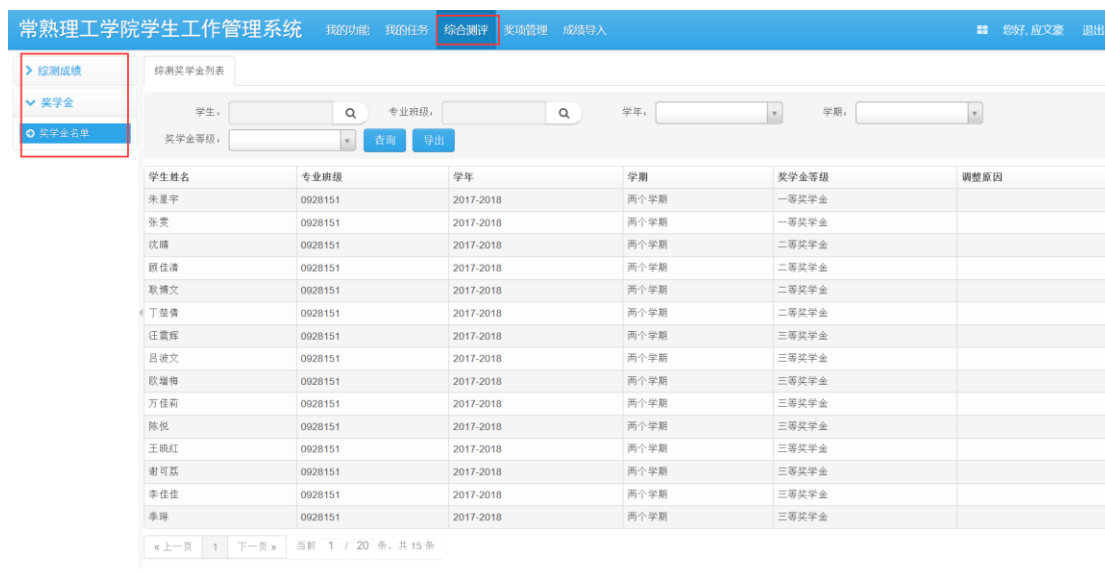 常熟理工学院学生工作管理系统 我的功能 我的任务 综合测评 奖项管理 成绩导入 您好, 应文豪 退出
综测成绩
奖学金
奖学金名单
综测奖学金列表
学生： 专业班级： 学年： 学期：
奖学金等级： 查询 导出
学生姓名 专业班级 学年 学期 奖学金等级 调整原因
朱星宇 0928151 2017-2018 两个学期 一等奖学金
张雯 0928151 2017-2018 两个学期 一等奖学金
沈晴 0928151 2017-2018 两个学期 二等奖学金
顾佳清 0928151 2017-2018 两个学期 二等奖学金
耿博文 0928151 2017-2018 两个学期 二等奖学金
丁楚倩 0928151 2017-2018 两个学期 二等奖学金
汪震辉 0928151 2017-2018 两个学期 三等奖学金
吕波文 0928151 2017-2018 两个学期 三等奖学金
欧增梅 0928151 2017-2018 两个学期 三等奖学金
万佳莉 0928151 2017-2018 两个学期 三等奖学金
陈悦 0928151 2017-2018 两个学期 三等奖学金
王晓红 0928151 2017-2018 两个学期 三等奖学金
谢可荔 0928151 2017-2018 两个学期 三等奖学金
李佳佳 0928151 2017-2018 两个学期 三等奖学金
季琳 0928151 2017-2018 两个学期 三等奖学金
« 上一页 1 下一页 » 当前 1 / 20 条，共 15 条